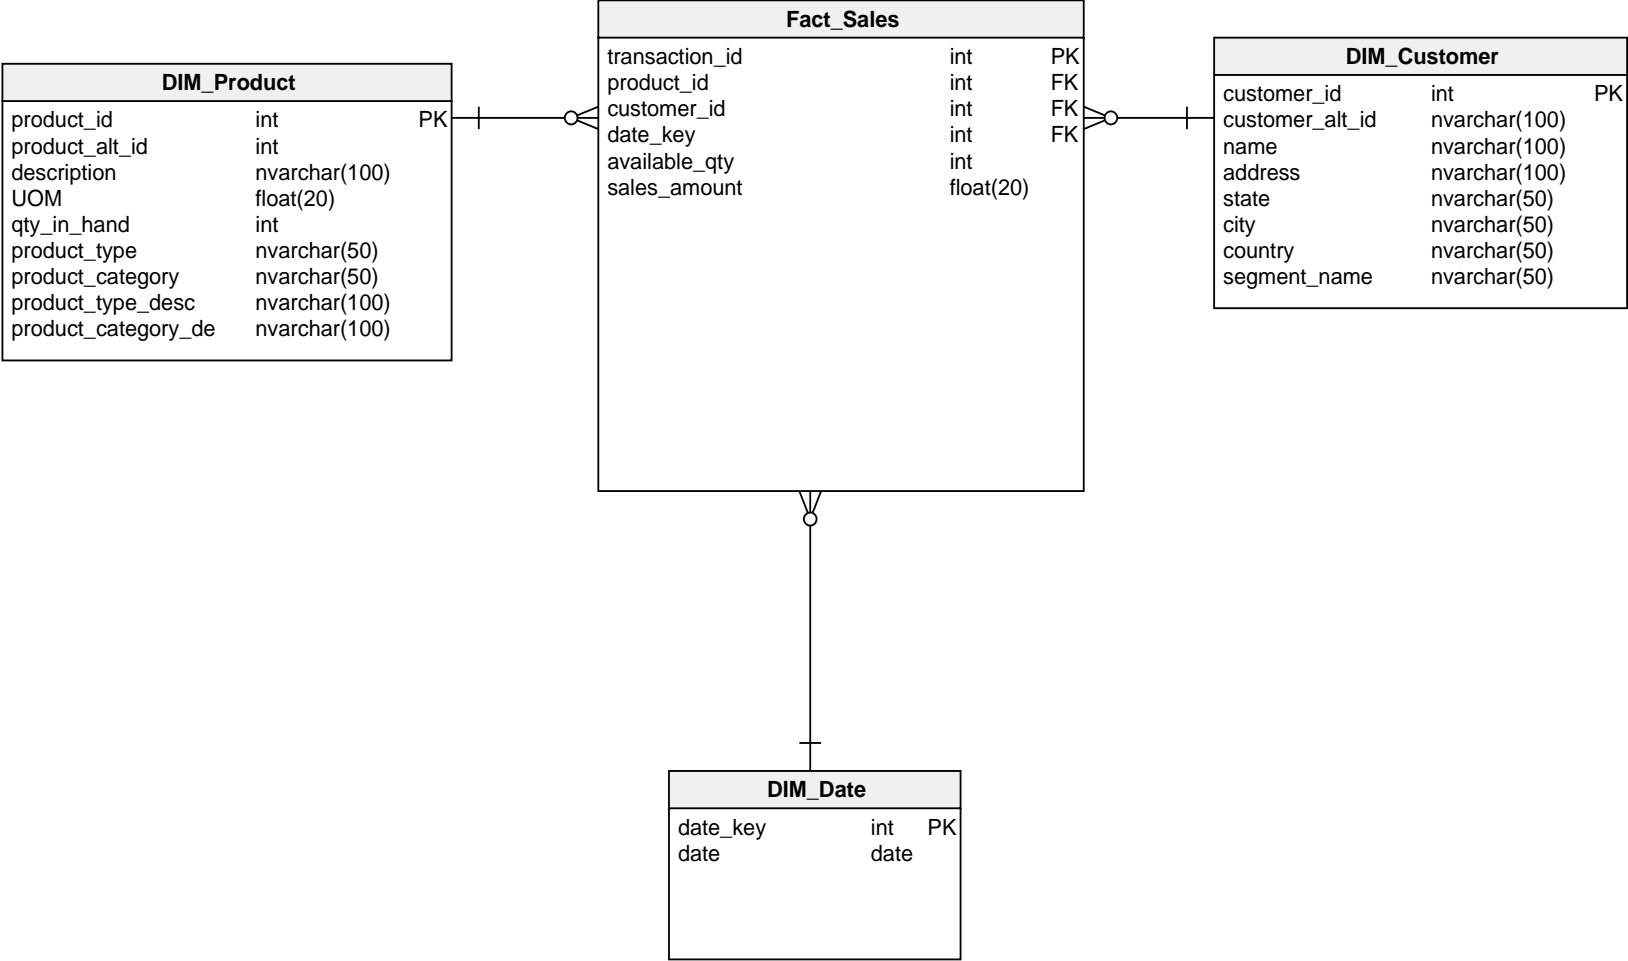 Fact_Sales
transaction_id int PK
product_id int FK
customer_id int FK
date_key int FK
available_qty int
sales_amount float(20)
DIM_Product
product_id int PK
product_alt_id int
description nvarchar(100)
UOM float(20)
qty_in_hand int
product_type nvarchar(50)
product_category nvarchar(50)
product_type_desc nvarchar(100)
product_category_de nvarchar(100)
DIM_Customer
customer_id int PK
customer_alt_id nvarchar(100)
name nvarchar(100)
address nvarchar(100)
state nvarchar(50)
city nvarchar(50)
country nvarchar(50)
segment_name nvarchar(50)
DIM_Date
date_key int PK
date date